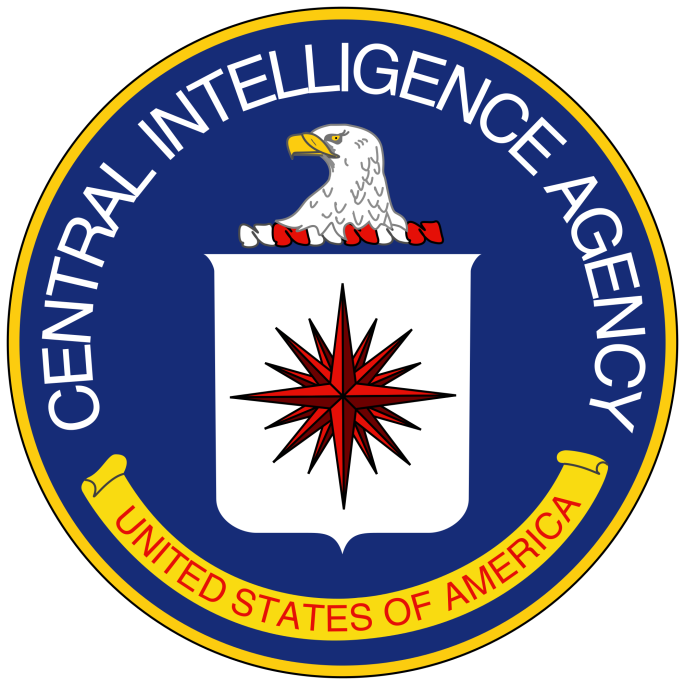 CENTRAL INTELLIGENCE AGENCY
UNITED STATES OF AMERICA